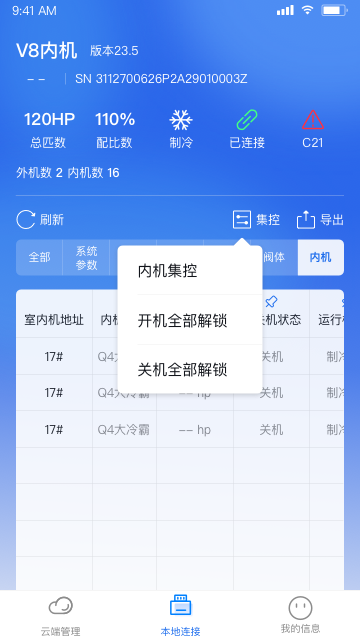 9:41 AM
V8内机 版本23.5
-- SN 3112700626P2A29010003Z
120HP 110%
总匹数 配比数 制冷 已连接 C21
外机数 2 内机数 16
刷新 集控 导出
全部 系统参数 阀体 内机
内机集控
开机全部解锁
关机全部解锁
室内机地址 内机 关机状态 运行
17# Q4大冷霸 关机 制冷
17# Q4大冷霸 -- hp 关机 制冷
17# Q4大冷霸 -- hp 关机 制冷
云端管理 本地连接 我的信息